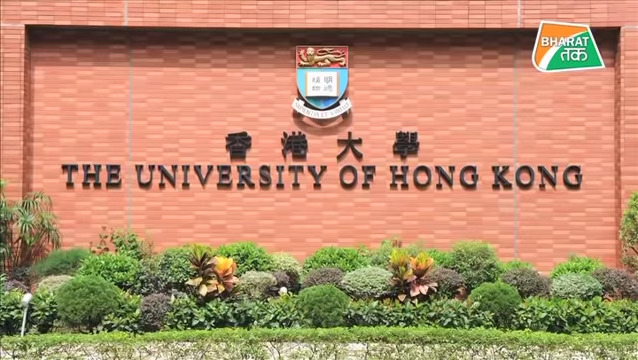 BHARAT
तक
香港大學
THE UNIVERSITY OF HONG KONG